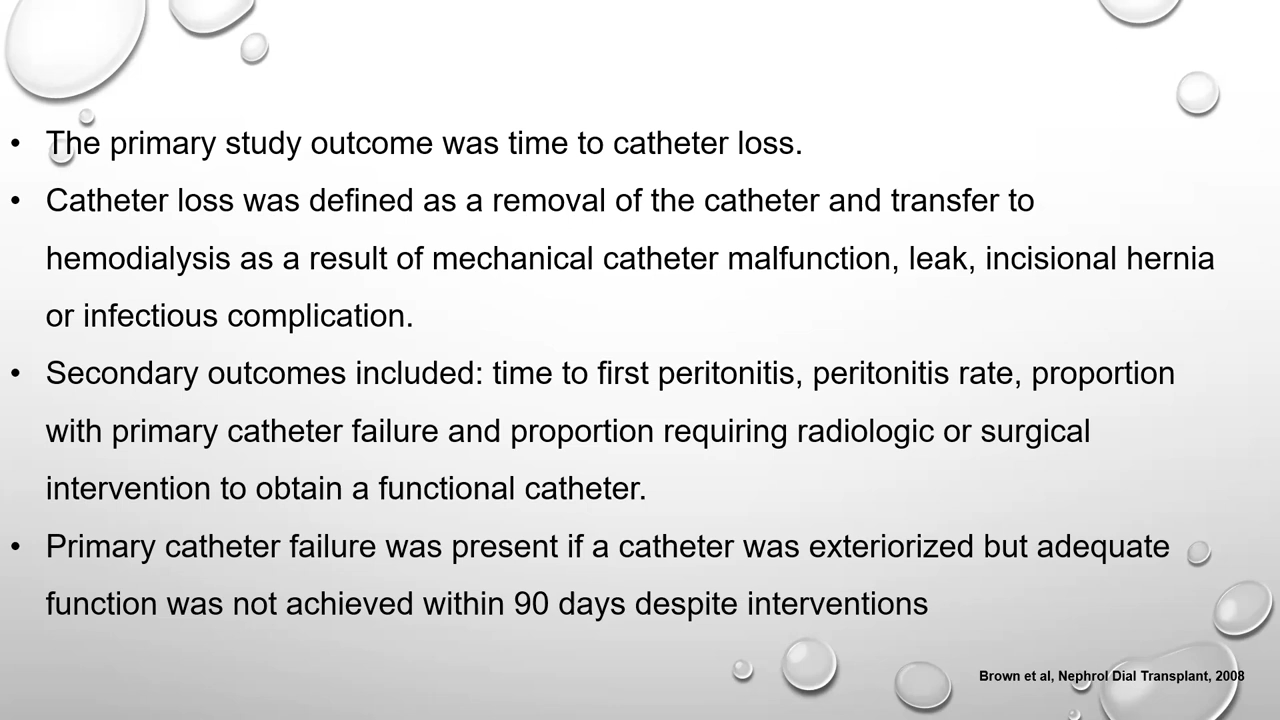 • The primary study outcome was time to catheter loss.
• Catheter loss was defined as a removal of the catheter and transfer to
hemodialysis as a result of mechanical catheter malfunction, leak, incisional hernia
or infectious complication.
• Secondary outcomes included: time to first peritonitis, peritonitis rate, proportion
with primary catheter failure and proportion requiring radiologic or surgical
intervention to obtain a functional catheter.
• Primary catheter failure was present if a catheter was exteriorized but adequate
function was not achieved within 90 days despite interventions
Brown et al, Nephrol Dial Transplant, 2008